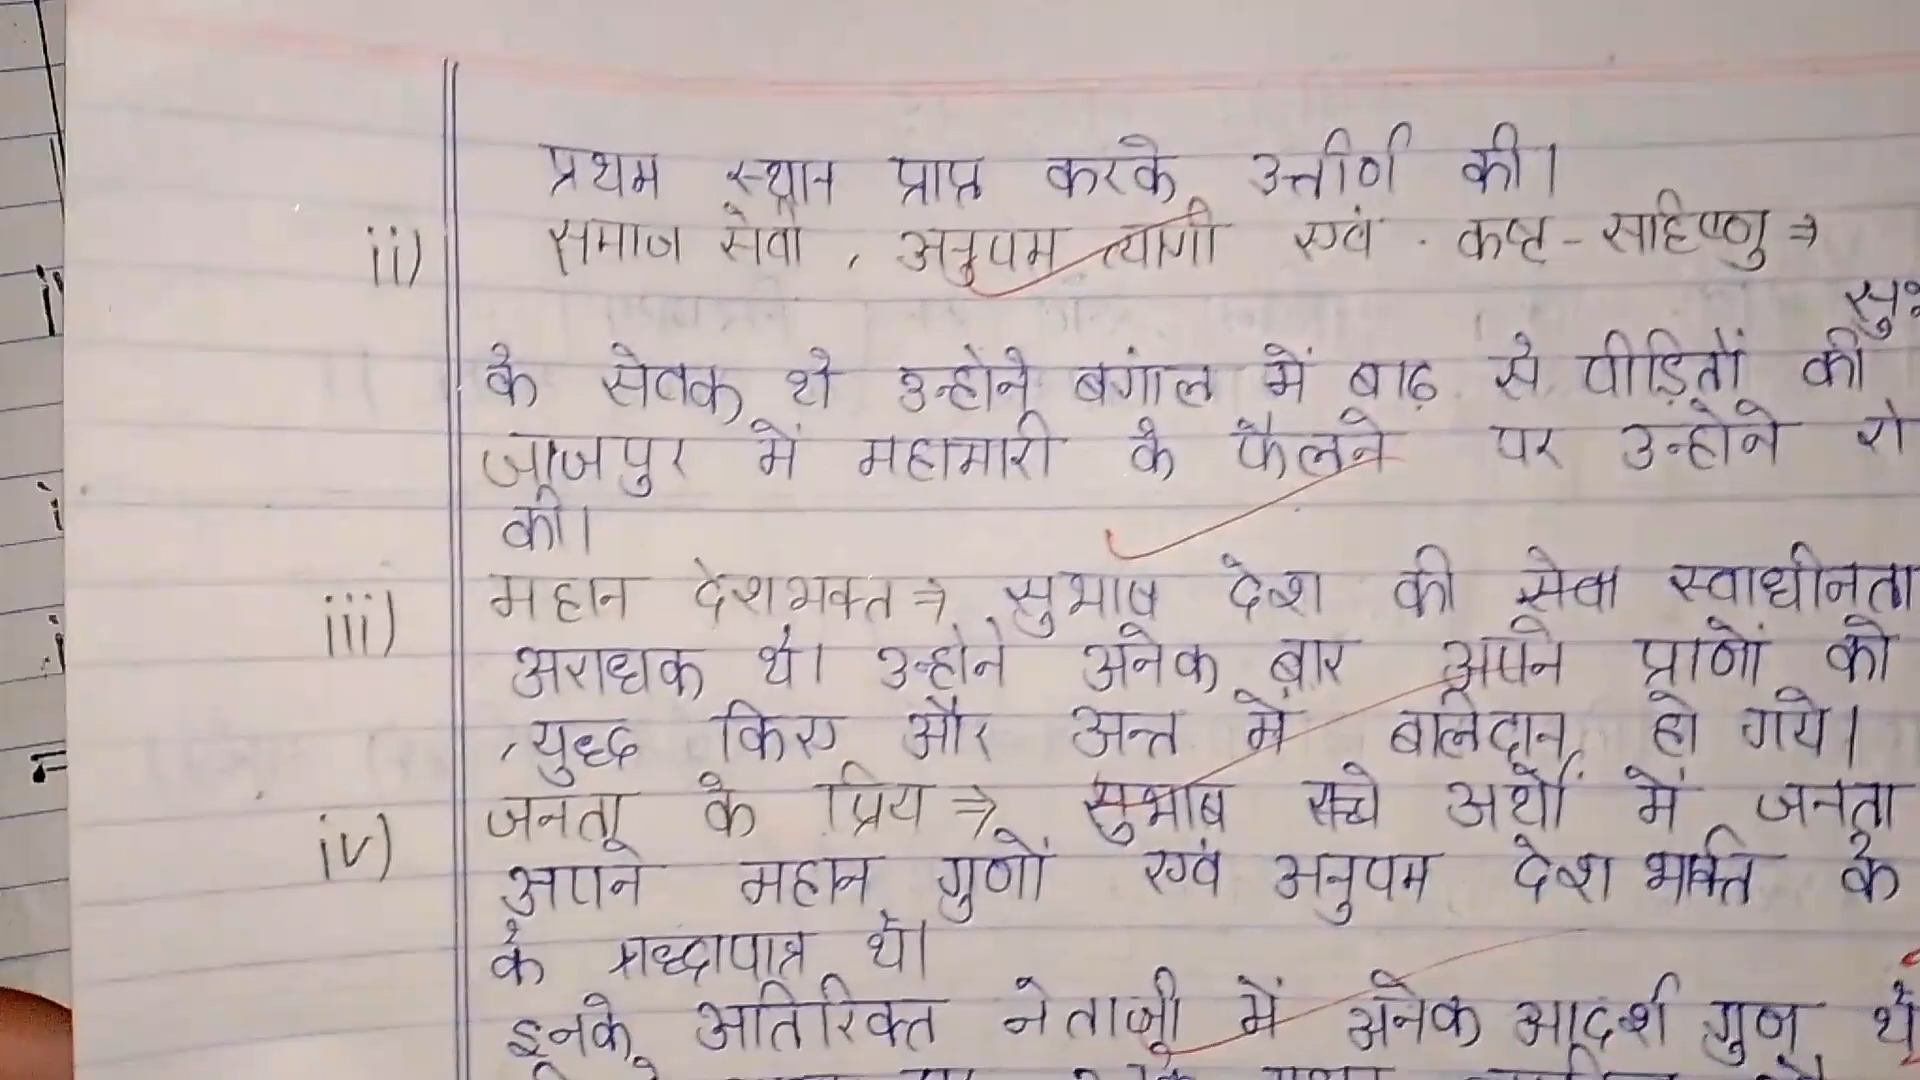 प्रथम स्थान प्राप्त करके उत्तीर्ण की।
ii) समाज सेवी, अनुपम त्यागी एवं कष्ट-सहिष्णु ⇒
के सेवक थे उन्होने बगांल में बाढ़ से पीड़ितों की
जाजपुर में महामारी के फैलने पर उन्होने रो
की।
iii) महान देशभक्त ⇒ सुभाष देश की सेवा स्वाधीनता
अराधक थे। उन्होने अनेक बार अपने प्राणों को
युद्ध किए और अन्त में बलिदान हो गये।
iv) जनता के प्रिय ⇒ सुभाष सच्चे अर्थों में जनता
अपने महान गुणों एवं अनुपम देश भक्ति के
के श्रद्धापात्र थे।
इनके अतिरिक्त नेताजी में अनेक आदर्श गुण थे